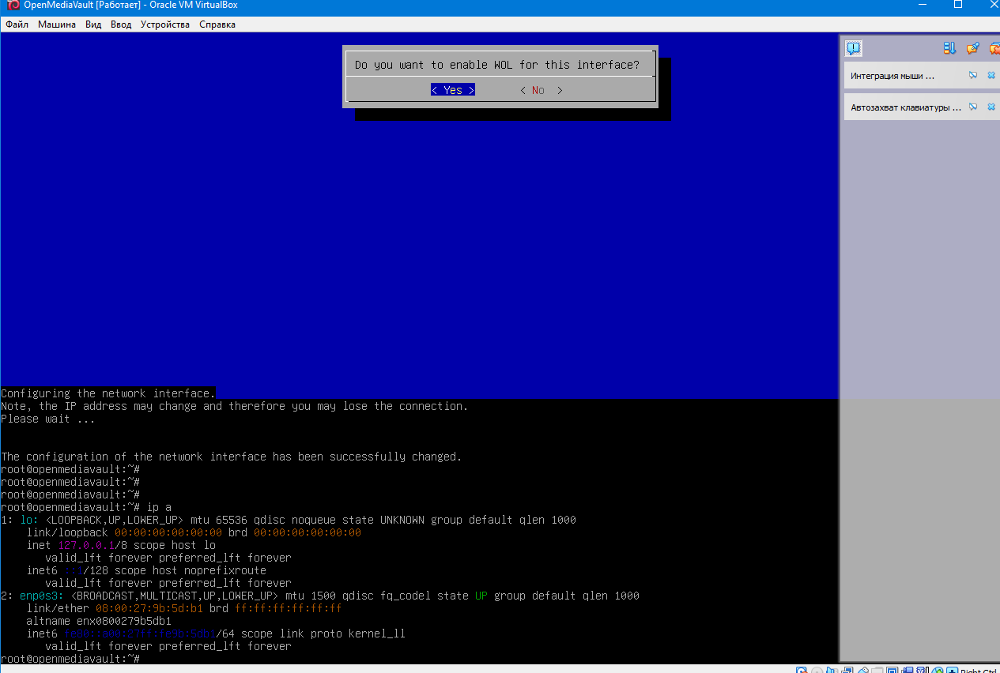 OpenMediaVault [Работает] - Oracle VM VirtualBox
Файл Машина Вид Ввод Устройства Справка
Do you want to enable WOL for this interface?
< Yes > < No >
Интеграция мыши ...
Автозахват клавиатуры ...
Configuring the network interface.
Note, the IP address may change and therefore you may lose the connection.
Please wait ...
The configuration of the network interface has been successfully changed.
root@openmediavault:~#
root@openmediavault:~#
root@openmediavault:~#
root@openmediavault:~# ip a
1: lo: <LOOPBACK,UP,LOWER_UP> mtu 65536 qdisc noqueue state UNKNOWN group default qlen 1000
link/loopback 00:00:00:00:00:00 brd 00:00:00:00:00:00
inet 127.0.0.1/8 scope host lo
valid_lft forever preferred_lft forever
inet6 ::1/128 scope host noprefixroute
valid_lft forever preferred_lft forever
2: enp0s3: <BROADCAST,MULTICAST,UP,LOWER_UP> mtu 1500 qdisc fq_codel state UP group default qlen 1000
link/ether 08:00:27:9b:5d:b1 brd ff:ff:ff:ff:ff:ff
altname enx0800279b5db1
inet6 fe80::a00:27ff:fe9b:5db1/64 scope link proto kernel_ll
valid_lft forever preferred_lft forever
root@openmediavault:~#
Right Ctrl